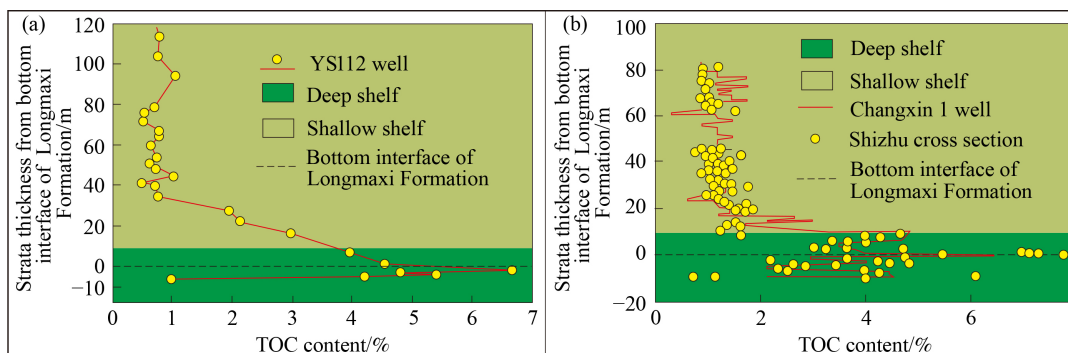 (a)
120
100
80
60
40
20
0
−10
Strata thickness from bottom
interface of Longmaxi
Formation/m
YS112 well
Deep shelf
Shallow shelf
Bottom interface of
Longmaxi Formation
0
1
2
3
4
5
6
7
TOC content/%
(b)
100
80
60
40
20
0
−20
Strata thickness from bottom
interface of Longmaxi
Formation/m
Deep shelf
Shallow shelf
Changxin 1 well
Shizhu cross section
Bottom interface of
Longmaxi Formation
0
2
4
6
TOC content/%